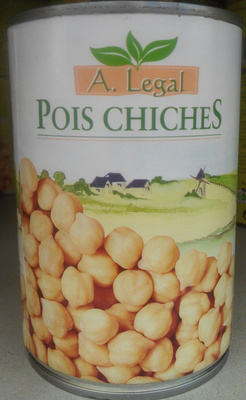 A. Legal
POIS CHICHES